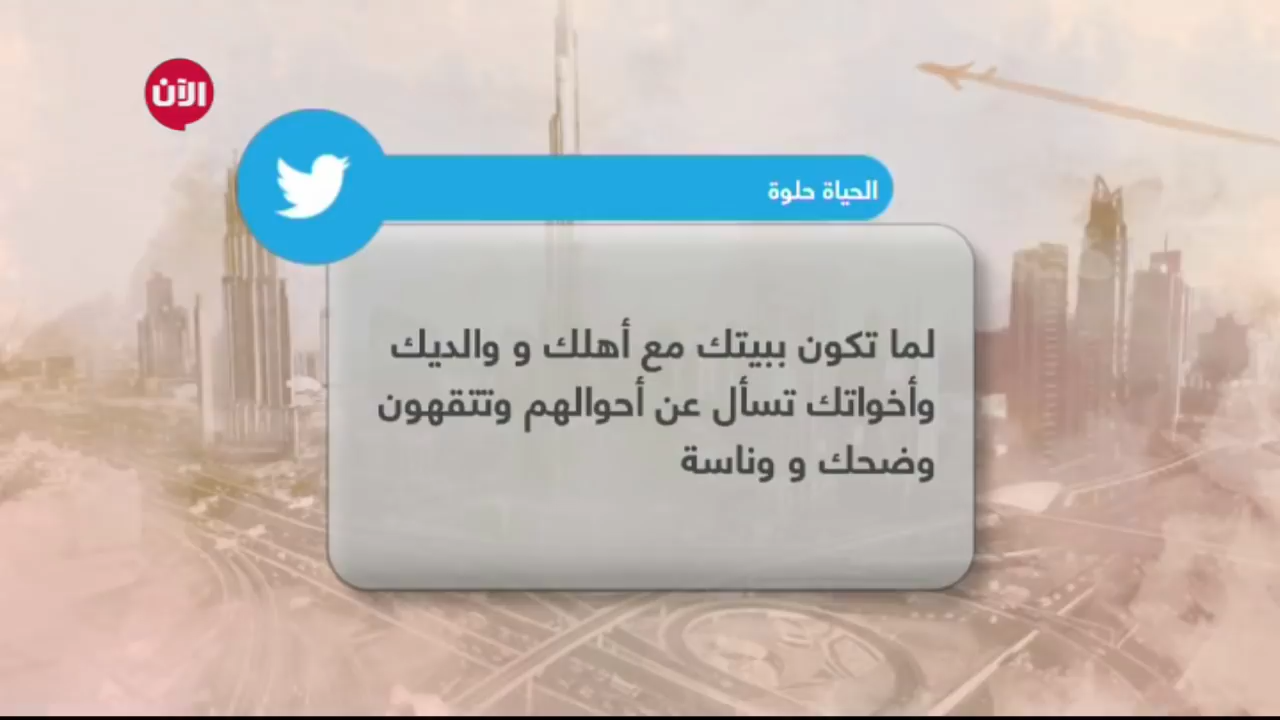 الآن
الحياة حلوة
لما تكون ببيتك مع أهلك و والديك
وأخواتك تسأل عن أحوالهم وتتقهون
وضحك و وناسة